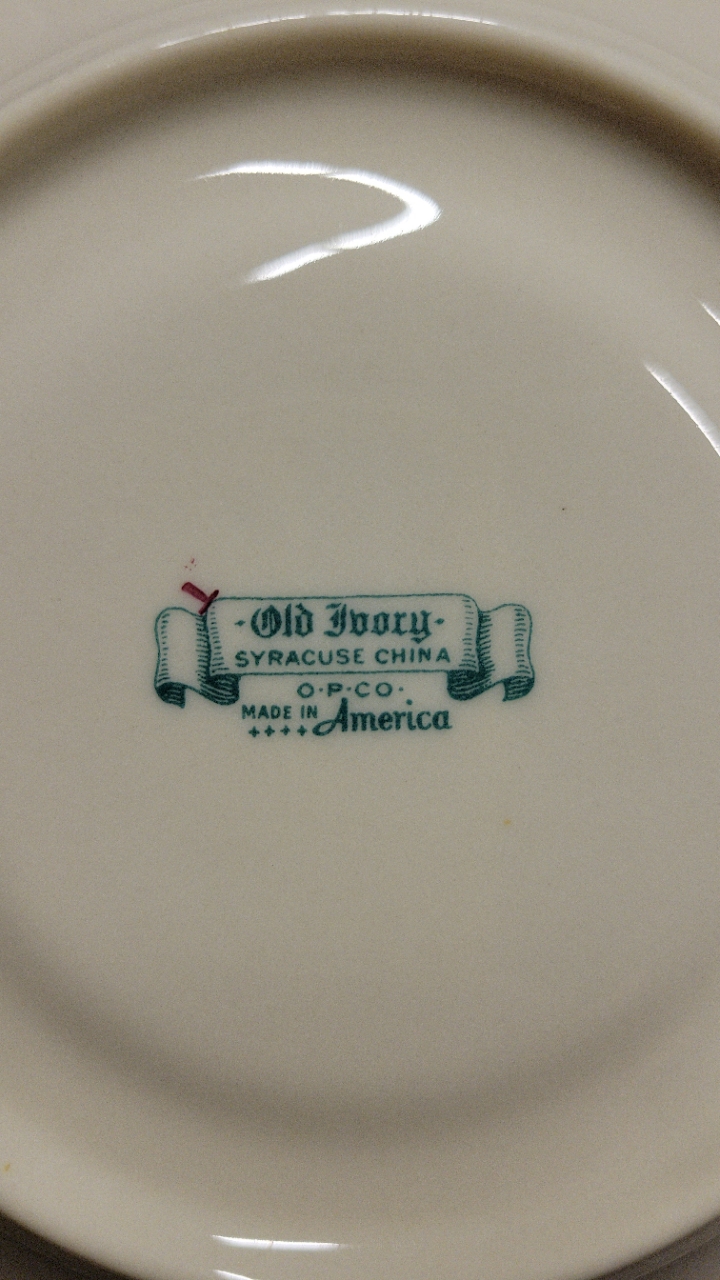 ·Old Ivory·
SYRACUSE CHINA
O·P·CO·
MADE IN America
++++